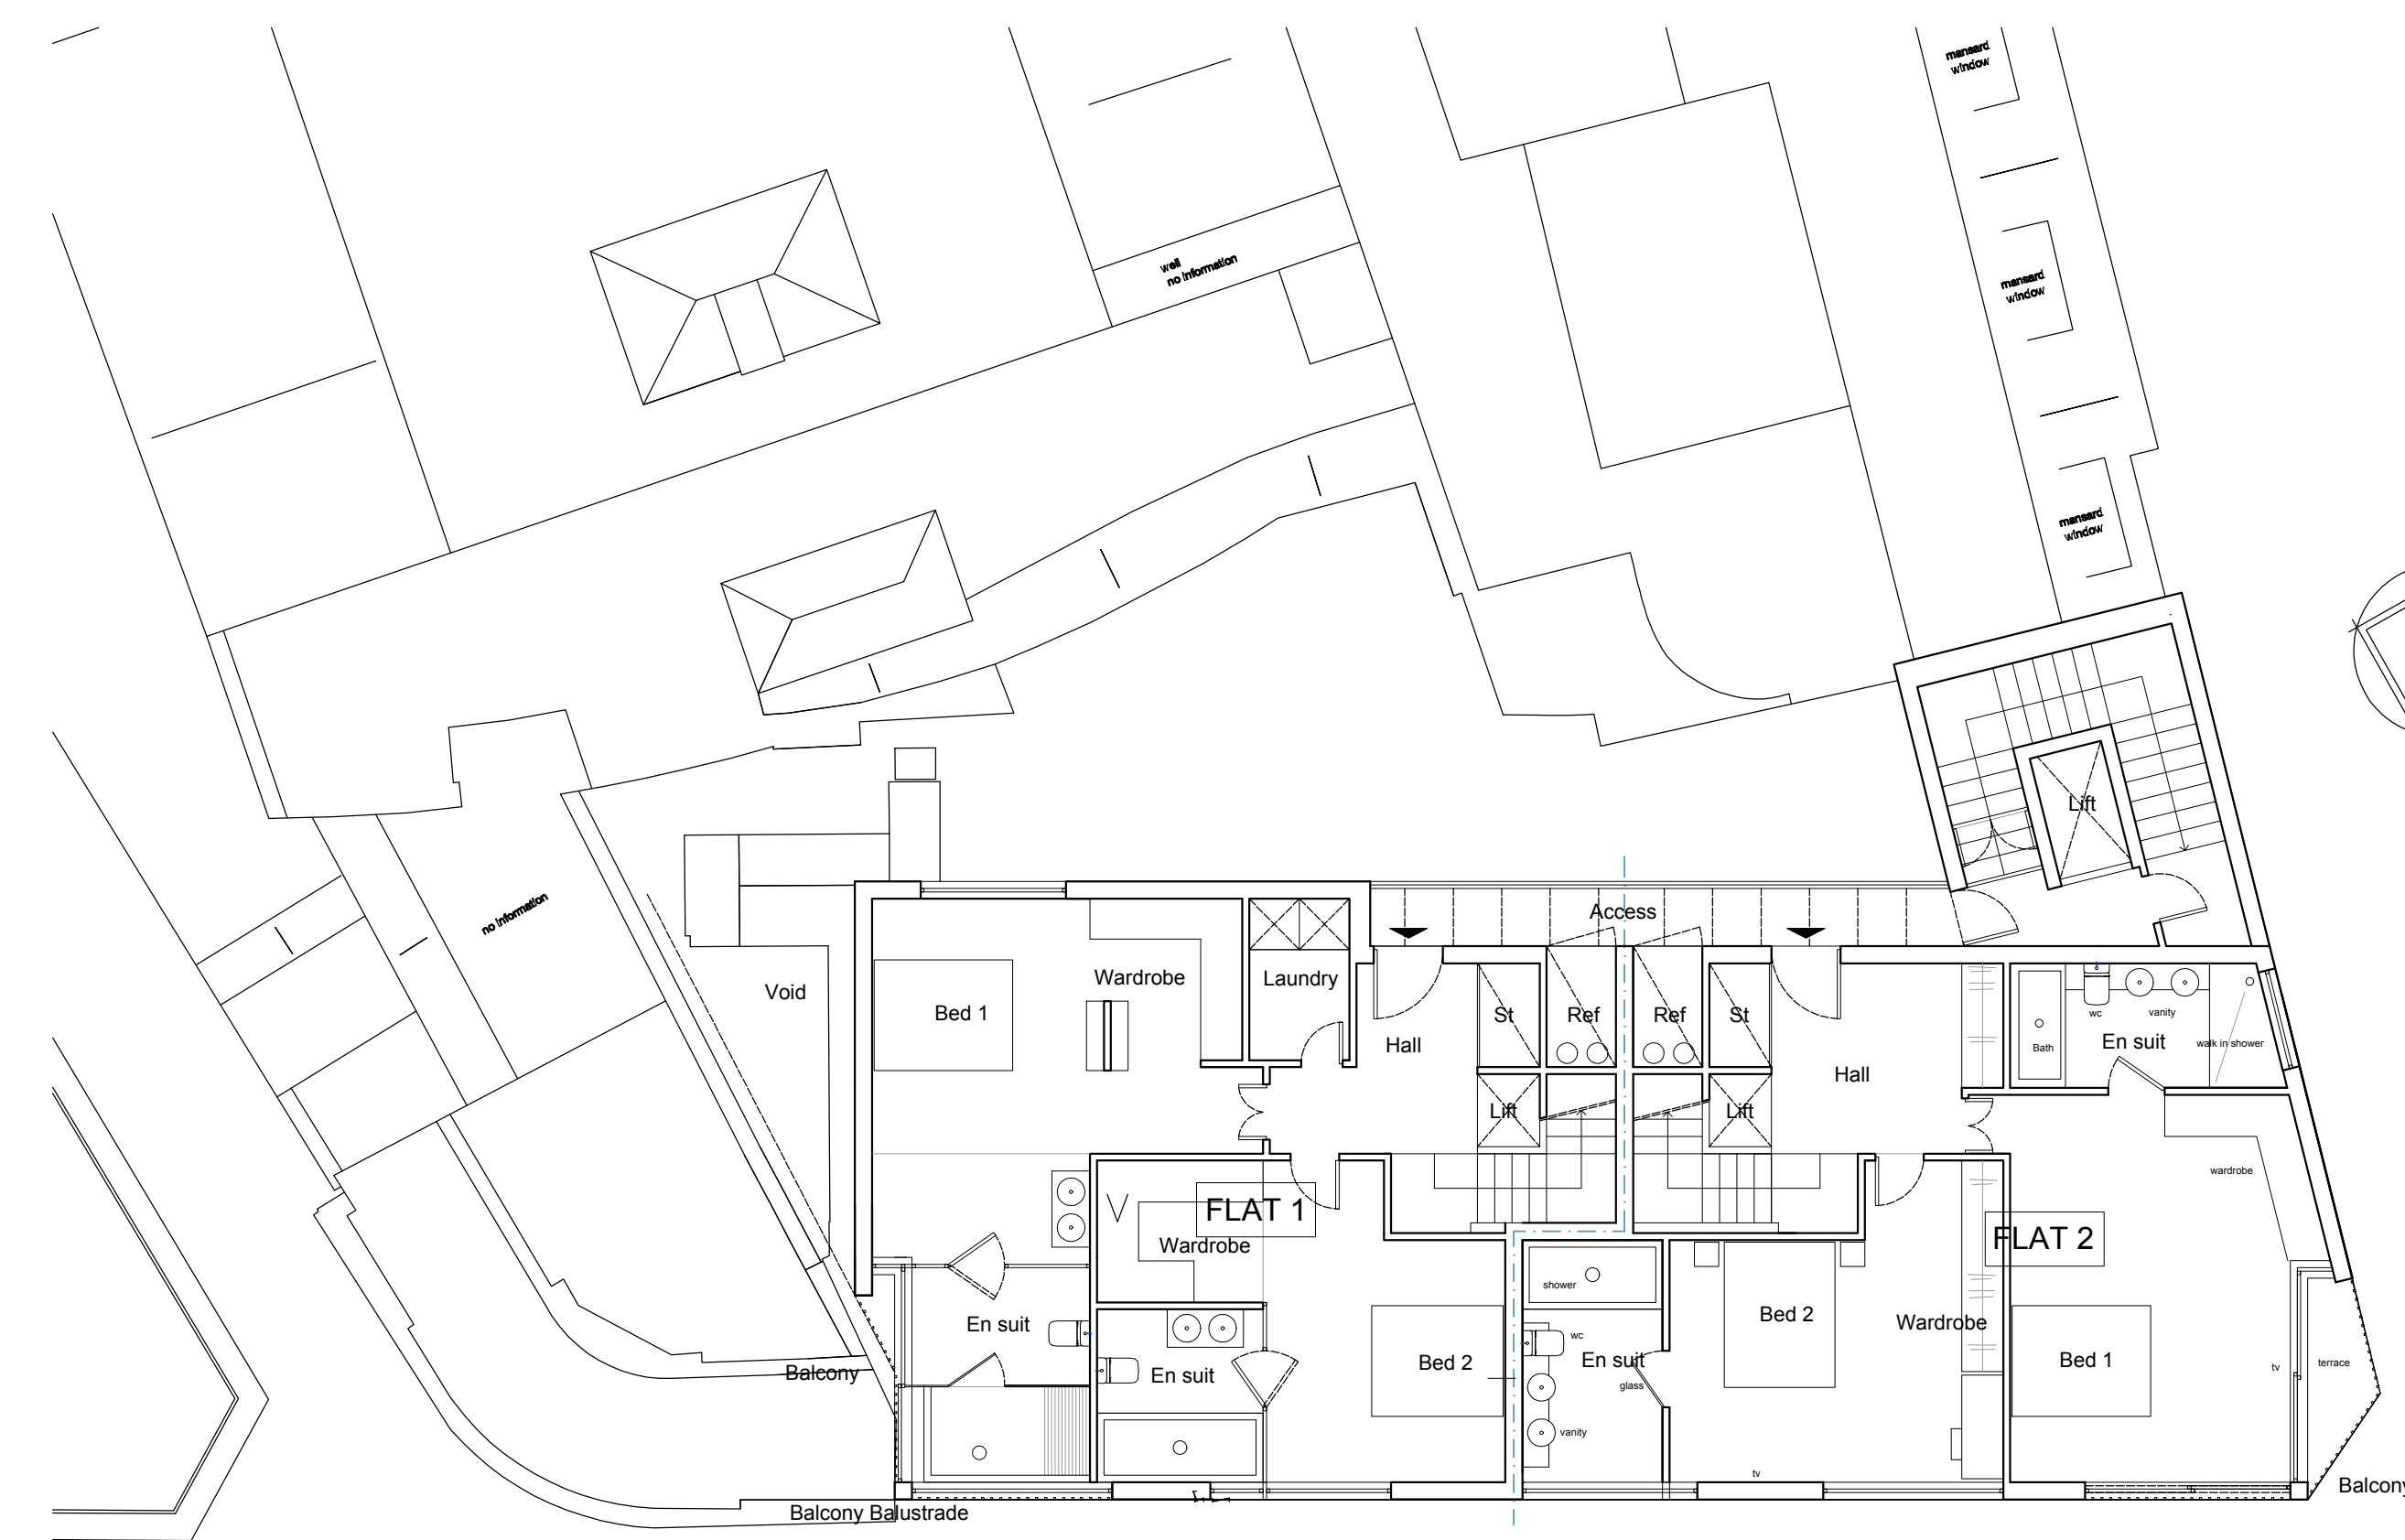 mansard
window
well
no information
mansard
window
mansard
window
Lift
no information
Access
Void
Bed 1
Wardrobe
Laundry
Hall
St
Ref
Ref
St
Hall
Bath
wc
vanity
En suit
walk in shower
Lift
Lift
wardrobe
FLAT 1
Wardrobe
FLAT 2
shower
En suit
wc
Bed 2
Wardrobe
Balcony
En suit
Bed 2
En suit
glass
Bed 1
tv
terrace
vanity
tv
Balcony
Balcony Balustrade